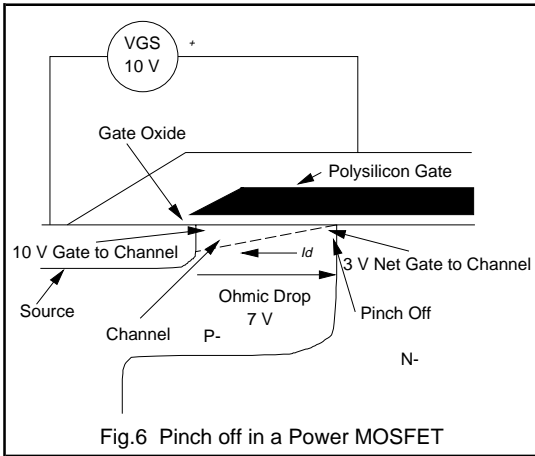 VGS
10 V
+
Gate Oxide
Polysilicon Gate
10 V Gate to Channel
Id
3 V Net Gate to Channel
Source
Ohmic Drop
7 V
Channel
Pinch Off
P-
N-
Fig.6 Pinch off in a Power MOSFET